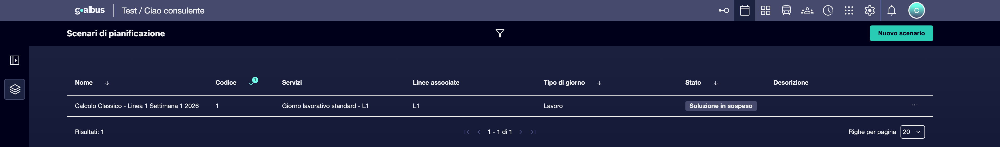 goalbus
Test / Ciao consulente
C
Scenari di pianificazione
Nuovo scenario
Nome Codice 1 Servizi Linee associate Tipo di giorno Stato Descrizione
Calcolo Classico - Linea 1 Settimana 1 2026 1 Giorno lavorativo standard - L1 L1 Lavoro Soluzione in sospeso ...
Risultati: 1 1 - 1 di 1 Righe per pagina 20